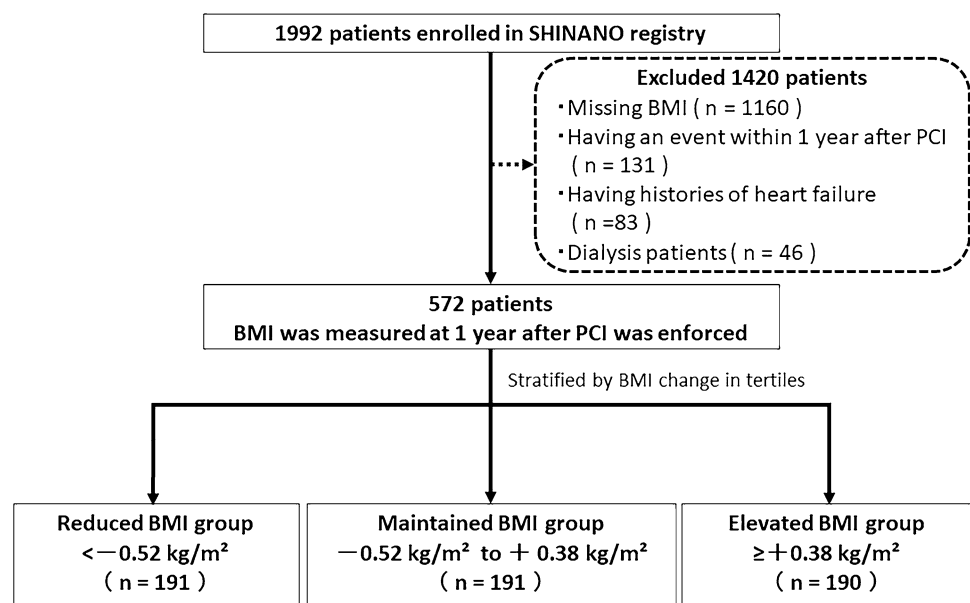 1992 patients enrolled in SHINANO registry
Excluded 1420 patients
・Missing BMI ( n = 1160 )
・Having an event within 1 year after PCI
( n = 131 )
・Having histories of heart failure
( n =83 )
・Dialysis patients ( n = 46 )
572 patients
BMI was measured at 1 year after PCI was enforced
Stratified by BMI change in tertiles
Reduced BMI group
<－0.52 kg/m²
( n = 191 )
Maintained BMI group
－0.52 kg/m² to ＋ 0.38 kg/m²
( n = 191 )
Elevated BMI group
≥＋0.38 kg/m²
( n = 190 )